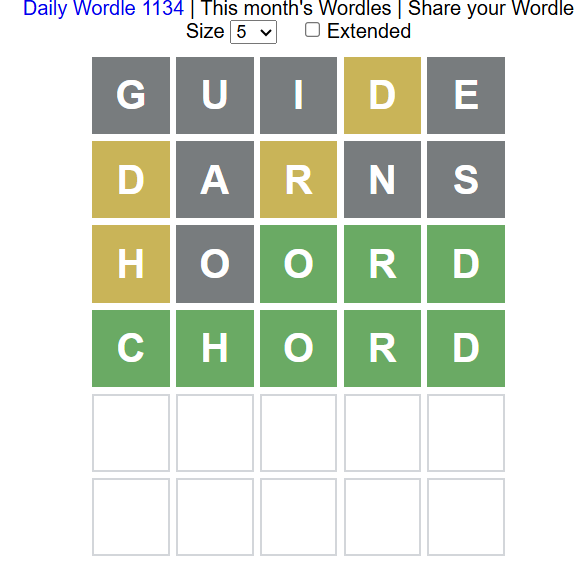 Daily Wordle 1134 | This month's Wordles | Share your Wordle
Size 5 Extended
G U I D E
D A R N S
H O O R D
C H O R D